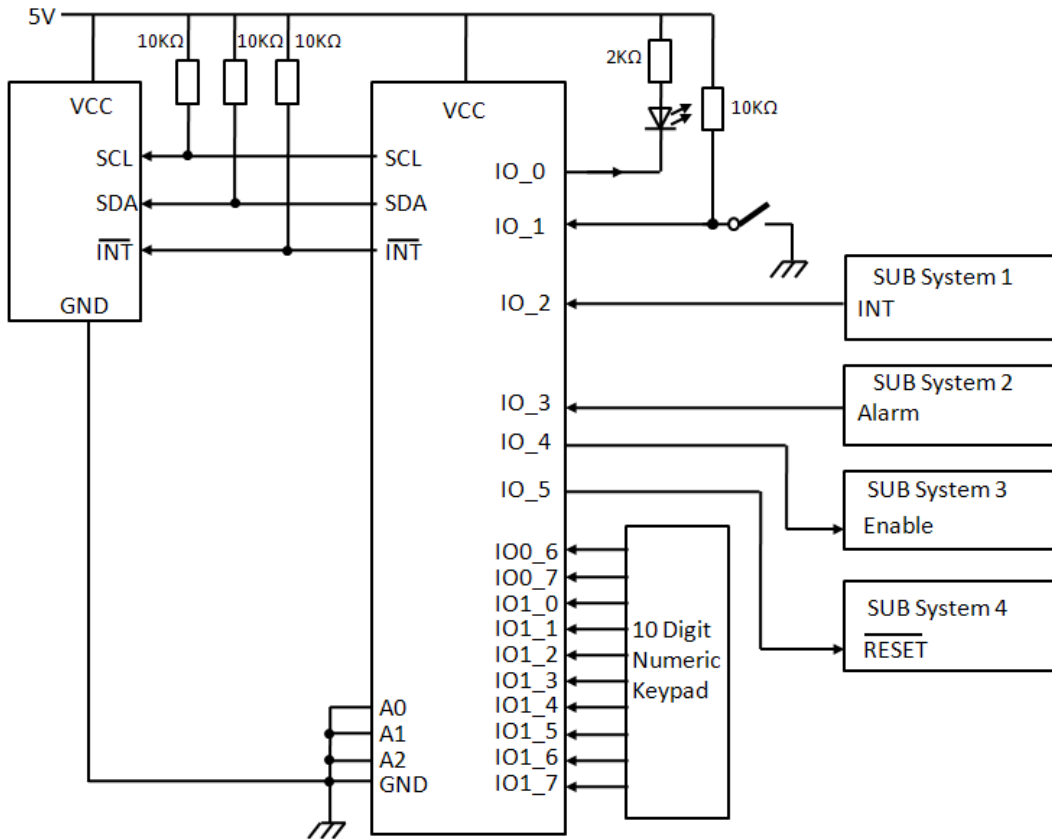 5V
10KΩ
10KΩ
10KΩ
2KΩ
10KΩ
VCC
SCL
SDA
INT
GND
VCC
SCL
SDA
INT
A0
A1
A2
GND
IO_0
IO_1
IO_2
IO_3
IO_4
IO_5
IO0_6
IO0_7
IO1_0
IO1_1
IO1_2
IO1_3
IO1_4
IO1_5
IO1_6
IO1_7
10 Digit
Numeric
Keypad
SUB System 1
INT
SUB System 2
Alarm
SUB System 3
Enable
SUB System 4
RESET